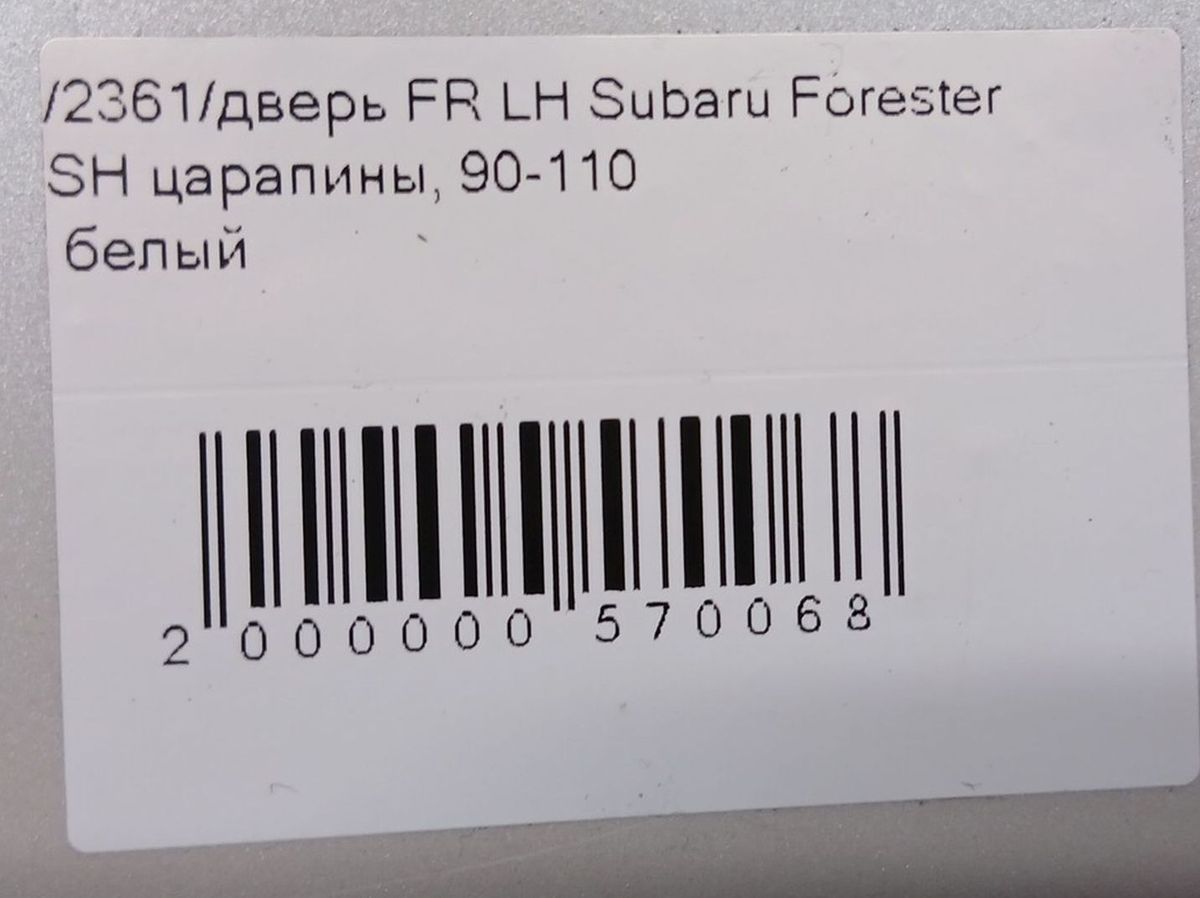 /2361/дверь FR LH Subaru Forester
SH царапины, 90-110
белый
2 000000 570068